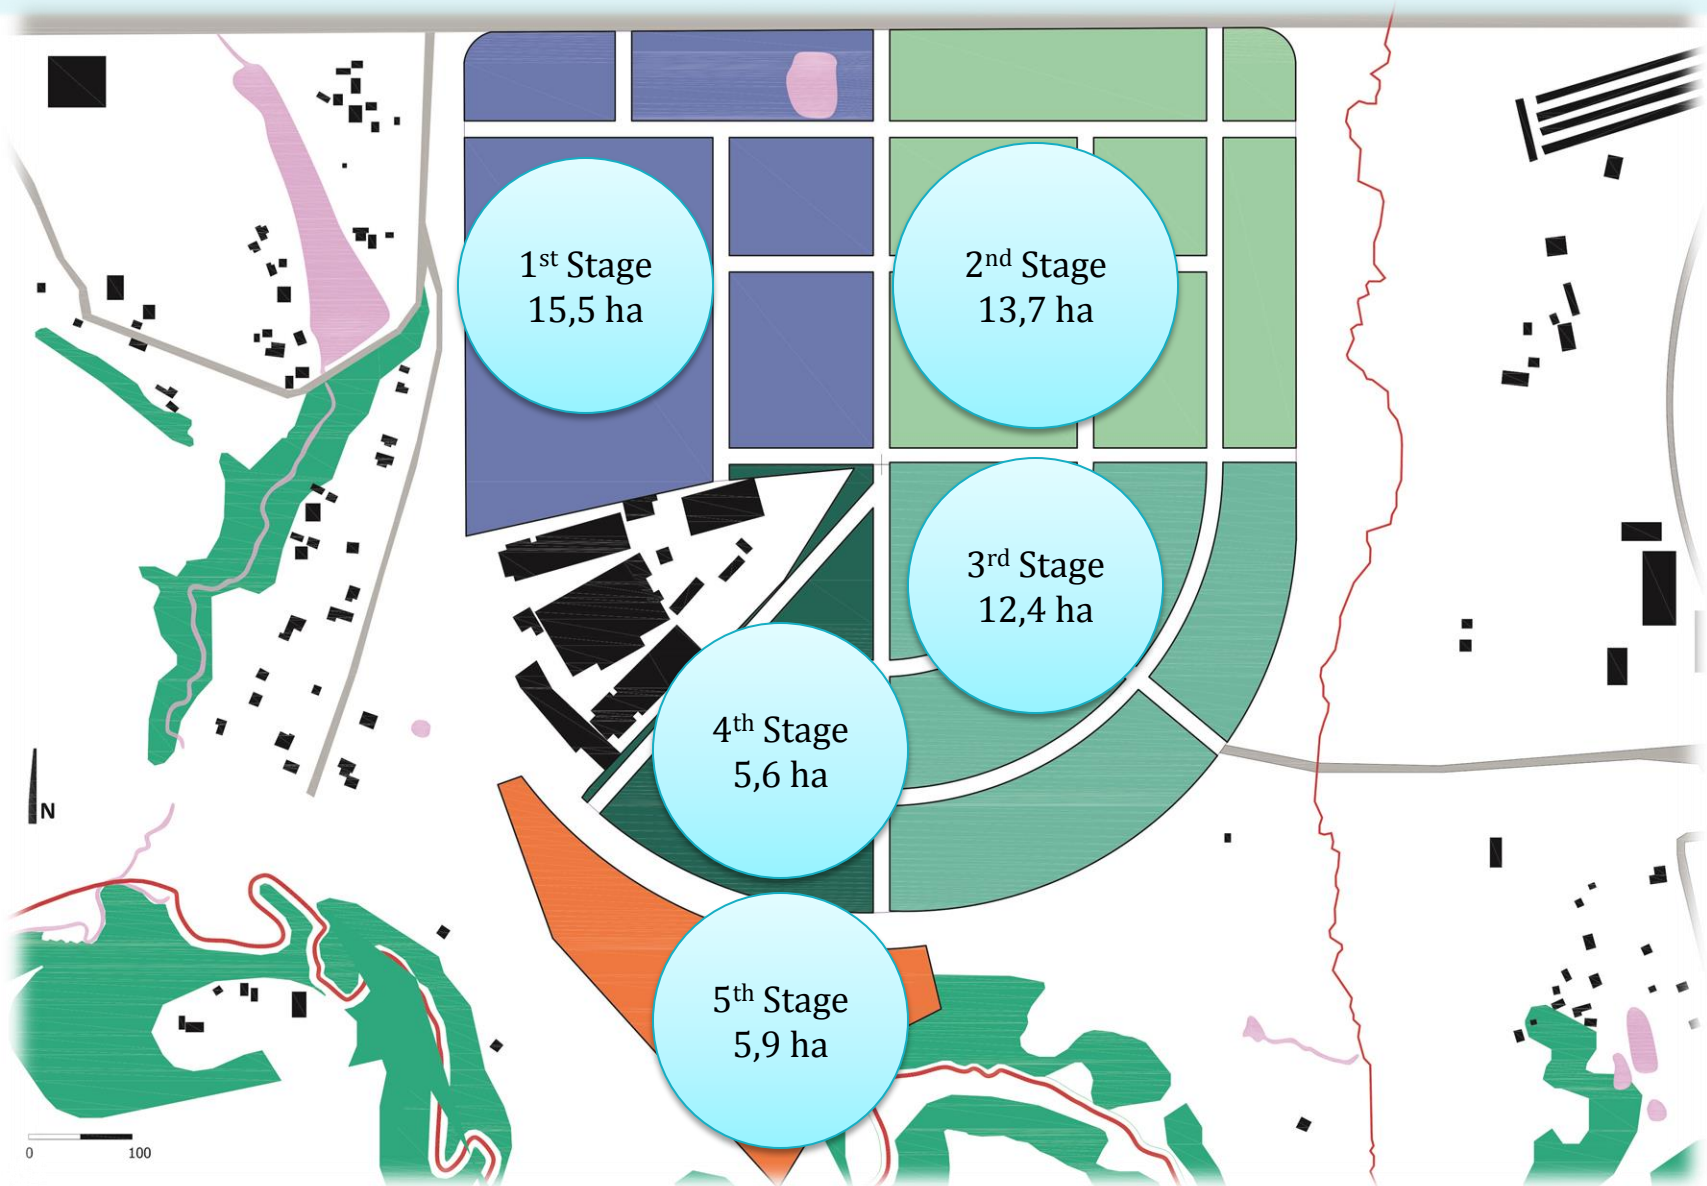 1st Stage
15,5 ha
2nd Stage
13,7 ha
3rd Stage
12,4 ha
4th Stage
5,6 ha
5th Stage
5,9 ha
N
0 100